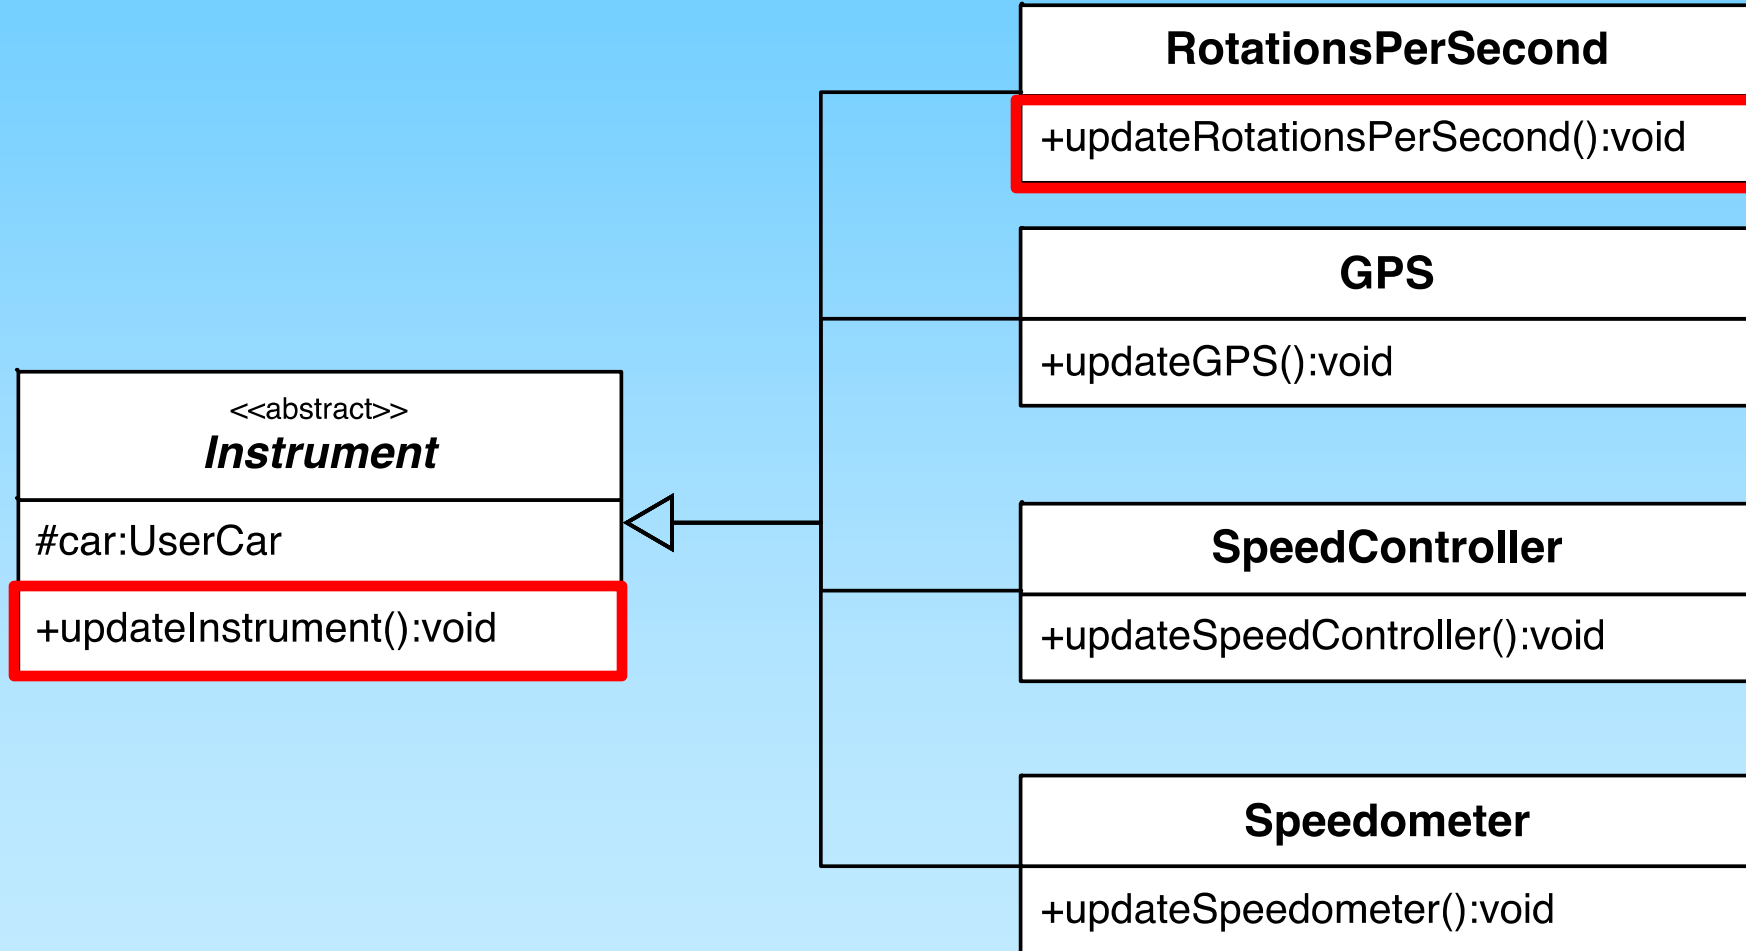 RotationsPerSecond
+updateRotationsPerSecond():void
GPS
+updateGPS():void
<<abstract>>
Instrument
#car:UserCar
+updateInstrument():void
SpeedController
+updateSpeedController():void
Speedometer
+updateSpeedometer():void